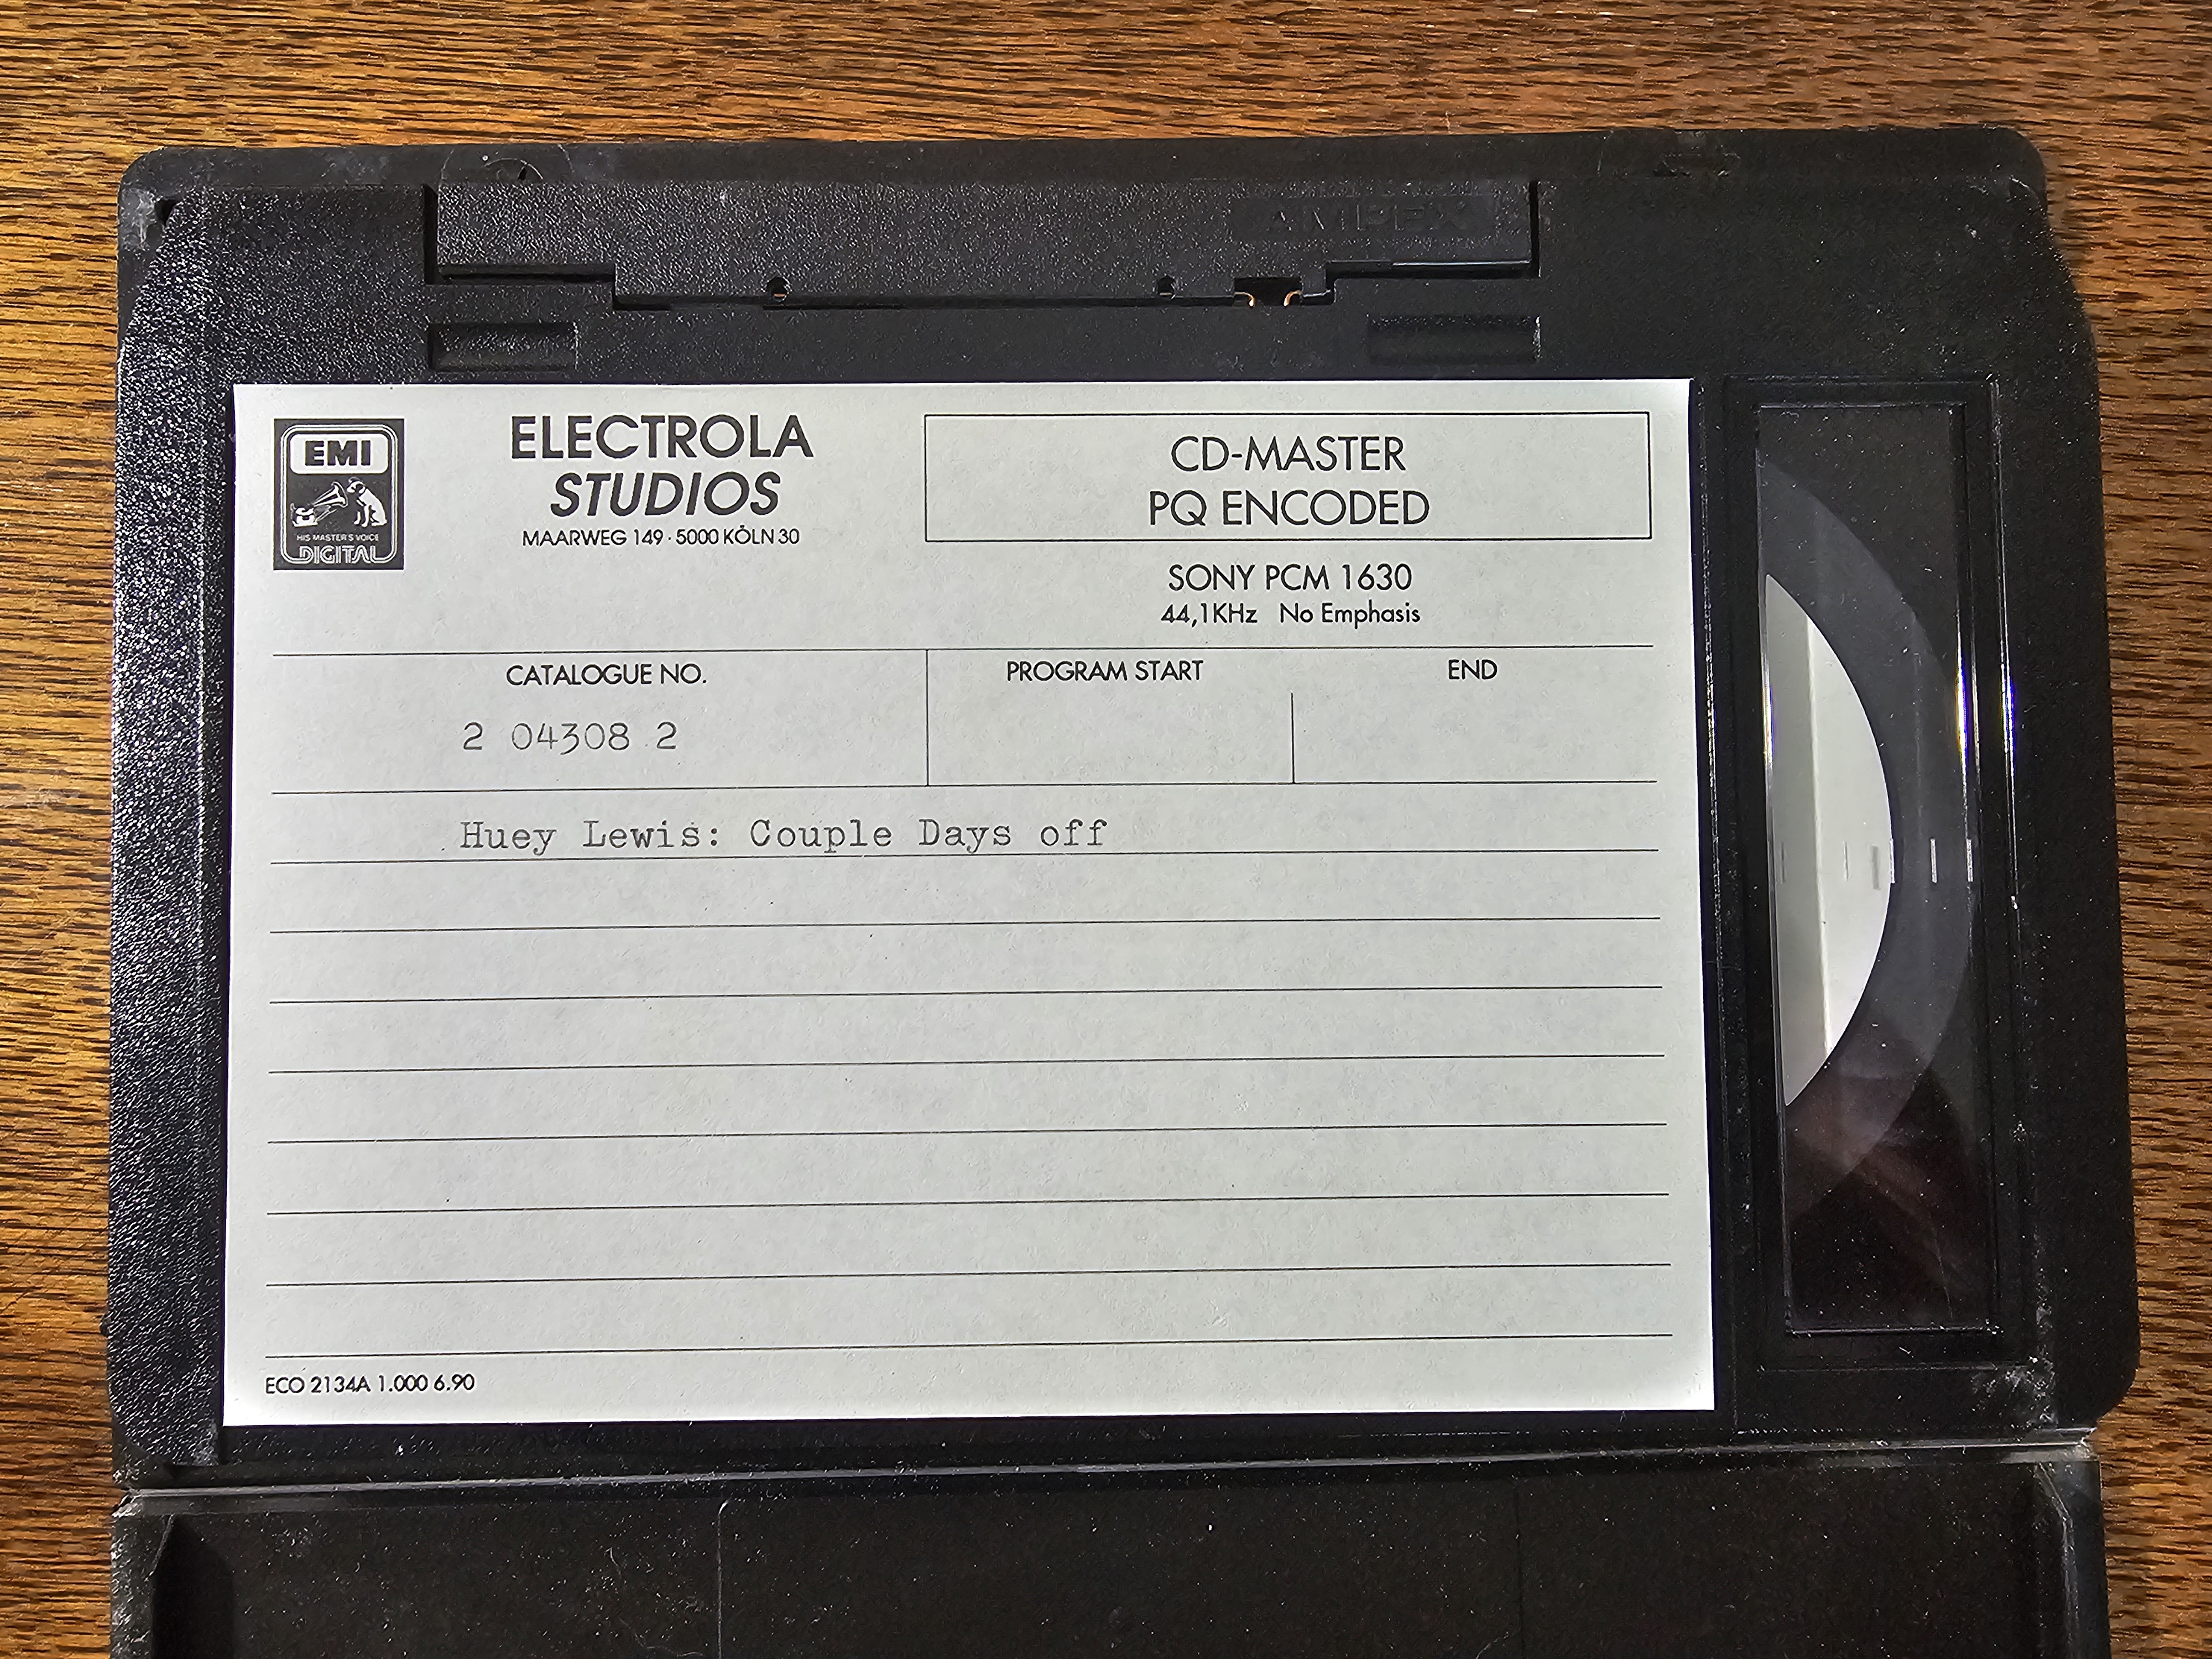 AMPEX
EMI
HIS MASTER'S VOICE
DIGITAL
ELECTROLA
STUDIOS
MAARWEG 149 · 5000 KÖLN 30
CD-MASTER
PQ ENCODED
SONY PCM 1630
44,1KHz No Emphasis
CATALOGUE NO.
PROGRAM START
END
2 04308 2
Huey Lewis: Couple Days off
ECO 2134A 1.000 6.90